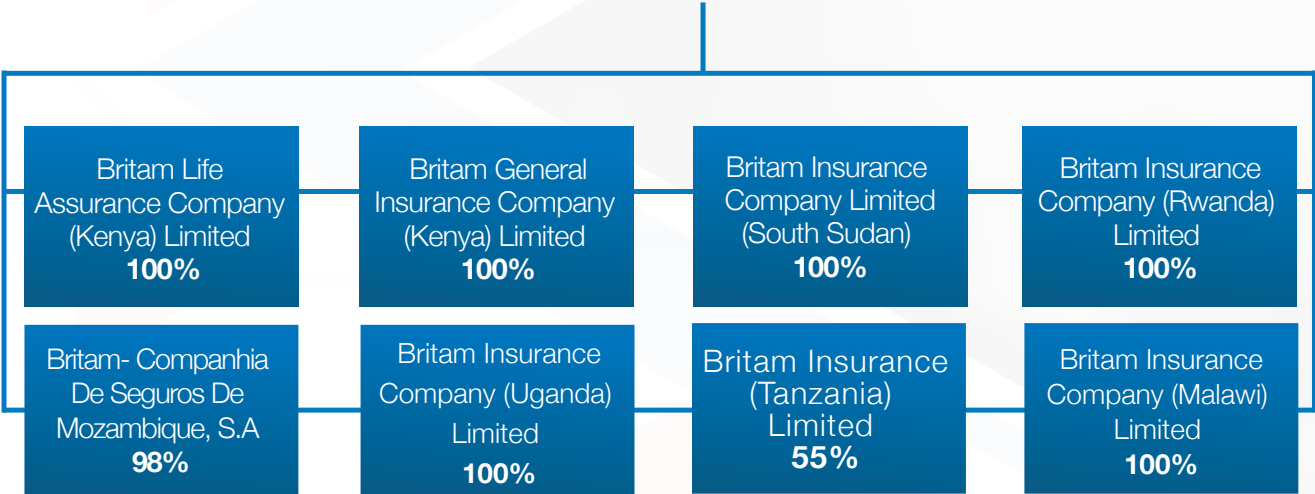 Britam Life
Assurance Company
(Kenya) Limited
100%
Britam General
Insurance Company
(Kenya) Limited
100%
Britam Insurance
Company Limited
(South Sudan)
100%
Britam Insurance
Company (Rwanda)
Limited
100%
Britam- Companhia
De Seguros De
Mozambique, S.A
98%
Britam Insurance
Company (Uganda)
Limited
100%
Britam Insurance
(Tanzania)
Limited
55%
Britam Insurance
Company (Malawi)
Limited
100%